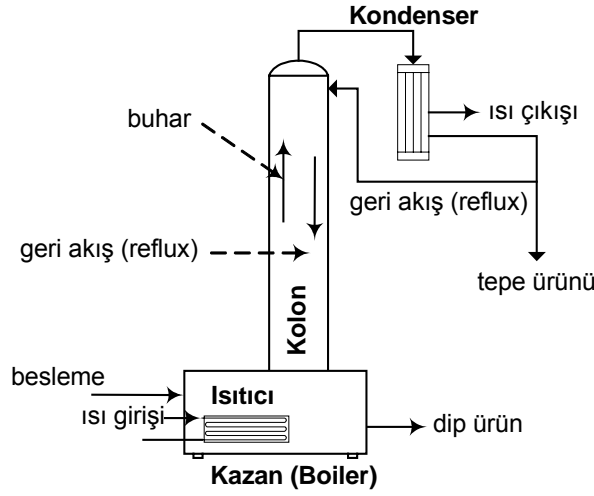 Kondenser
ısı çıkışı
buhar
geri akış (reflux)
geri akış (reflux)
tepe ürünü
Kolon
besleme
Isıtıcı
ısı girişi
dip ürün
Kazan (Boiler)